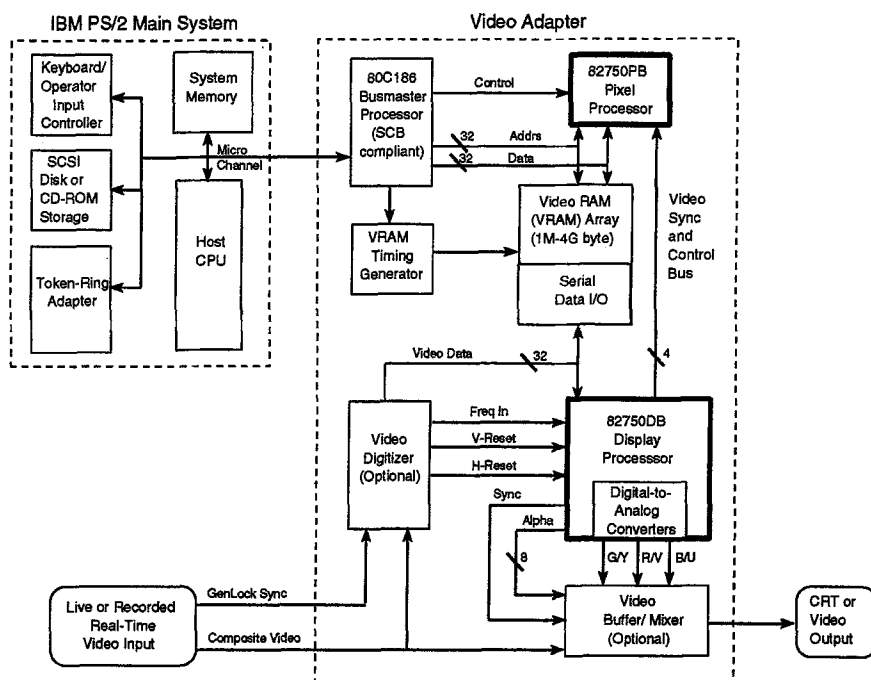 IBM PS/2 Main System
Video Adapter
Keyboard/
Operator
Input
Controller
System
Memory
SCSI
Disk or
CD-ROM
Storage
Token-Ring
Adapter
Host
CPU
Micro
Channel
80C186
Busmaster
Processor
(SCB
compliant)
Control
32
Addrs
32
Data
82750PB
Pixel
Processor
VRAM
Timing
Generator
Video RAM
(VRAM) Array
(1M-4G byte)
Serial
Data I/O
Video
Sync
and
Control
Bus
Video Data
32
4
Video
Digitizer
(Optional)
Freq In
V-Reset
H-Reset
Sync
Alpha
8
82750DB
Display
Processsor
Digital-to-
Analog
Converters
G/Y
R/V
B/U
Live or Recorded
Real-Time
Video Input
GenLock Sync
Composite Video
Video
Buffer/ Mixer
(Optional)
CRT or
Video
Output